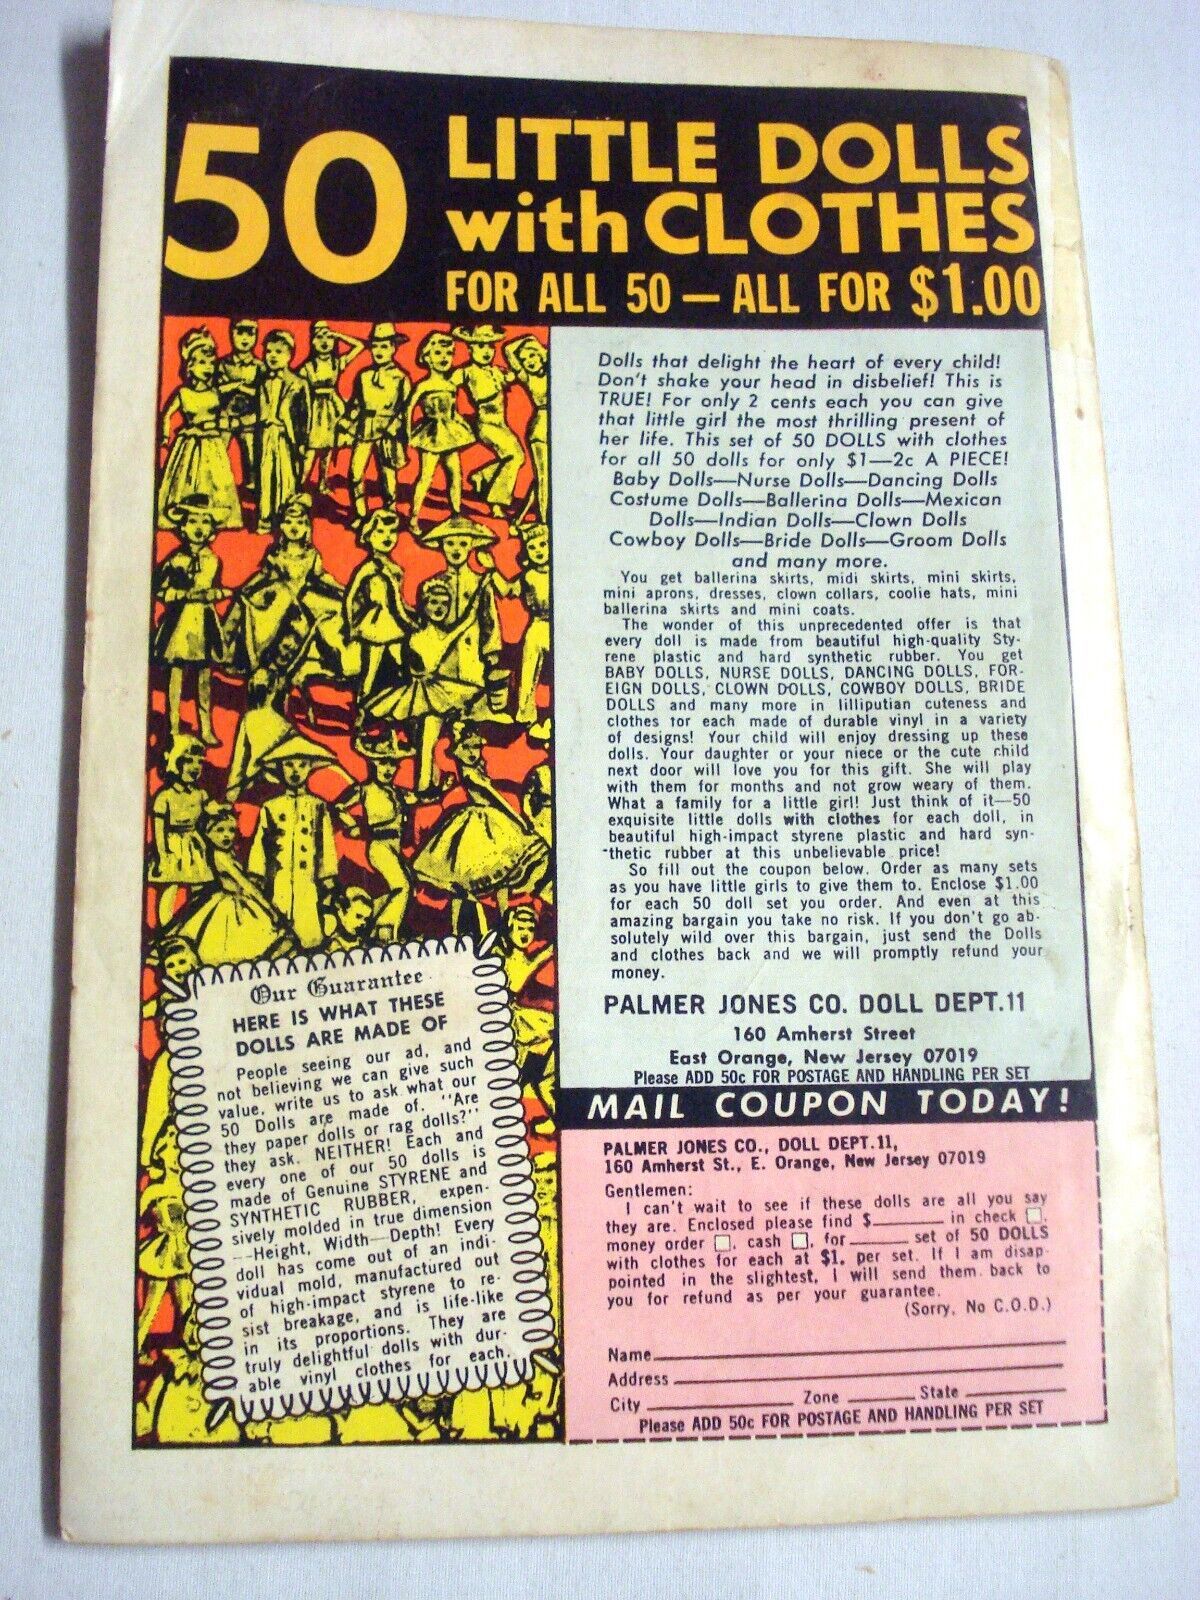 50
LITTLE DOLLS
with CLOTHES
FOR ALL 50 — ALL FOR $1.00
Dolls that delight the heart of every child!
Don't shake your head in disbelief! This is
TRUE! For only 2 cents each you can give
that little girl the most thrilling present of
her life. This set of 50 DOLLS with clothes
for all 50 dolls for only $1—2c A PIECE!
Baby Dolls—Nurse Dolls—Dancing Dolls
Costume Dolls—Ballerina Dolls—Mexican
Dolls—Indian Dolls—Clown Dolls
Cowboy Dolls—Bride Dolls—Groom Dolls
and many more.
You get ballerina skirts, midi skirts, mini skirts,
mini aprons, dresses, clown collars, coolie hats, mini
ballerina skirts and mini coats.
The wonder of this unprecedented offer is that
every doll is made from beautiful high-quality Sty-
rene plastic and hard synthetic rubber. You get
BABY DOLLS, NURSE DOLLS, DANCING DOLLS, FOR-
EIGN DOLLS, CLOWN DOLLS, COWBOY DOLLS, BRIDE
DOLLS and many more in lilliputian cuteness and
clothes for each made of durable vinyl in a variety
of designs! Your child will enjoy dressing up these
dolls. Your daughter or your niece or the cute child
next door will love you for this gift. She will play
with them for months and not grow weary of them.
What a family for a little girl! Just think of it—50
exquisite little dolls with clothes for each doll, in
beautiful high-impact styrene plastic and hard syn-
thetic rubber at this unbelievable price!
So fill out the coupon below. Order as many sets
as you have little girls to give them to. Enclose $1.00
for each 50 doll set you order. And even at this
amazing bargain you take no risk. If you don't go ab-
solutely wild over this bargain, just send the Dolls
and clothes back and we will promptly refund your
money.
PALMER JONES CO. DOLL DEPT.11
160 Amherst Street
East Orange, New Jersey 07019
Please ADD 50c FOR POSTAGE AND HANDLING PER SET
Our Guarantee
HERE IS WHAT THESE
DOLLS ARE MADE OF
People seeing our ad, and
not believing we can give such
value, write us to ask what our
50 Dolls are made of. "Are
they paper dolls or rag dolls?"
they ask. NEITHER! Each and
every one of our 50 dolls is
made of Genuine STYRENE and
SYNTHETIC RUBBER, expen-
sively molded in true dimension
—Height, Width—Depth! Every
doll has come out of an indi-
vidual mold, manufactured out
of high-impact styrene to re-
sist breakage, and is life-like
in its proportions. They are
truly delightful dolls with dur-
able vinyl clothes for each.
MAIL COUPON TODAY!
PALMER JONES CO., DOLL DEPT.11,
160 Amherst St., E. Orange, New Jersey 07019
Gentlemen:
I can't wait to see if these dolls are all you say
they are. Enclosed please find $_______ in check ☐,
money order ☐, cash ☐, for______ set of 50 DOLLS
with clothes for each at $1. per set. If I am disap-
pointed in the slightest, I will send them back to
you for refund as per your guarantee.
(Sorry, No C.O.D.)
Name
Address
City Zone State
Please ADD 50c FOR POSTAGE AND HANDLING PER SET